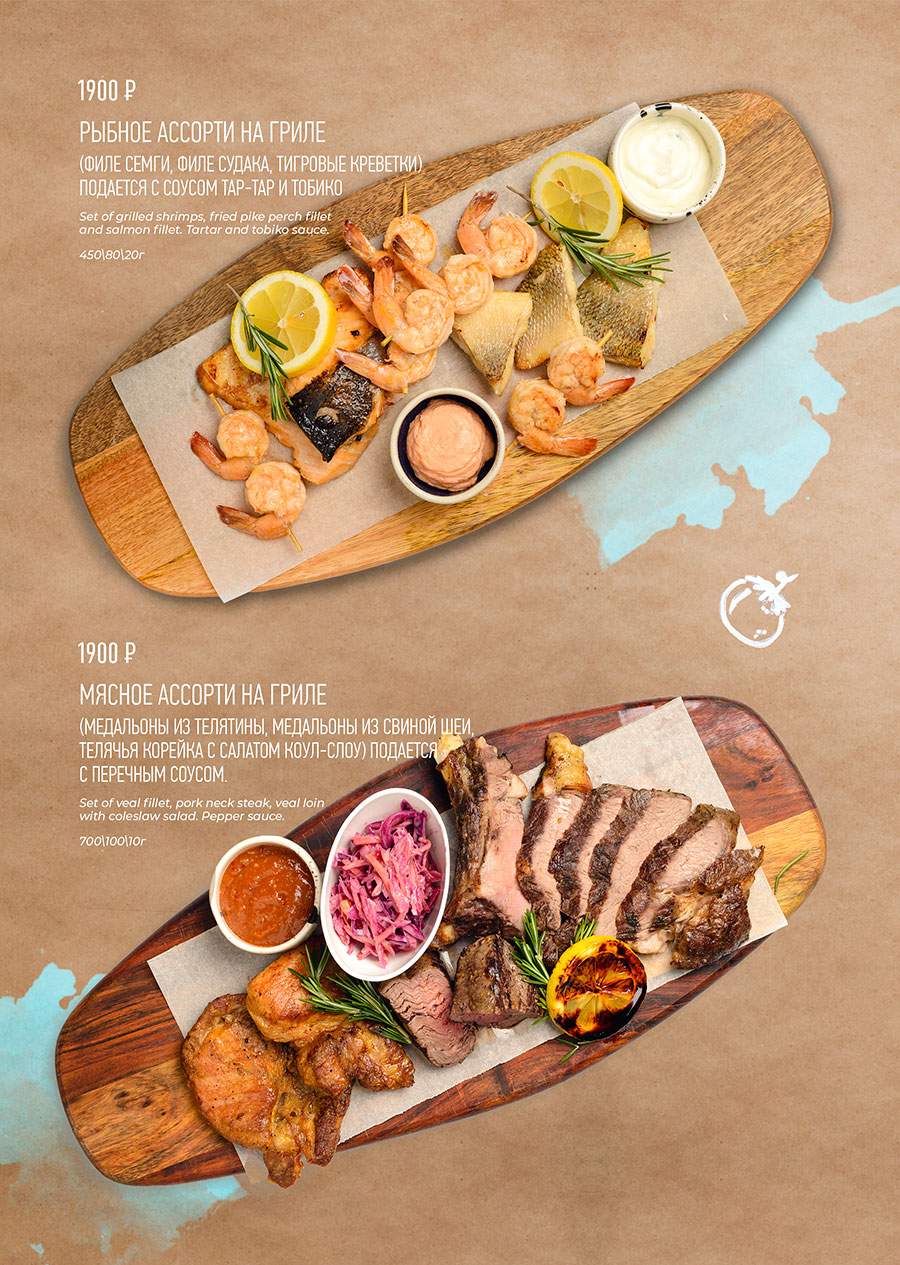 1900 ₽
РЫБНОЕ АССОРТИ НА ГРИЛЕ
(ФИЛЕ СЕМГИ, ФИЛЕ СУДАКА, ТИГРОВЫЕ КРЕВЕТКИ)
ПОДАЕТСЯ С СОУСОМ ТАР-ТАР И ТОБИКО
Set of grilled shrimps, fried pike perch fillet
and salmon fillet. Tartar and tobiko sauce.
450\80\20г
1900 ₽
МЯСНОЕ АССОРТИ НА ГРИЛЕ
(МЕДАЛЬОНЫ ИЗ ТЕЛЯТИНЫ, МЕДАЛЬОНЫ ИЗ СВИНОЙ ШЕИ,
ТЕЛЯЧЬЯ КОРЕЙКА С САЛАТОМ КОУЛ-СЛОУ) ПОДАЕТСЯ
С ПЕРЕЧНЫМ СОУСОМ.
Set of veal fillet, pork neck steak, veal loin
with coleslaw salad. Pepper sauce.
700\100\10г